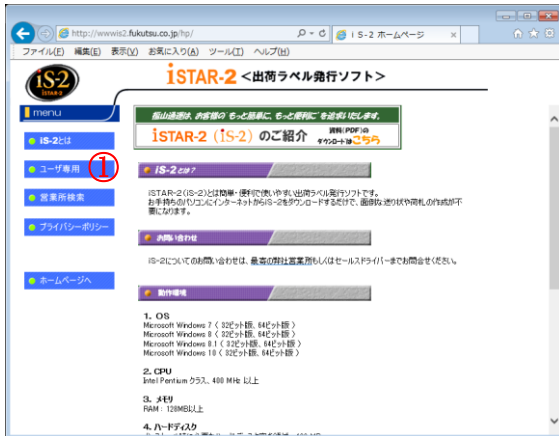 http://wwwis2.fukutsu.co.jp/hp/
iS-2 ホームページ
ファイル(F) 編集(E) 表示(V) お気に入り(A) ツール(T) ヘルプ(H)
iS-2
ISTAR-2
iSTAR-2 <出荷ラベル発行ソフト>
menu
iS-2とは
ユーザ専用
①
営業所検索
プライバシーポリシー
ホームページへ
福山通運は、お客様の もっと簡単に、もっと便利に を追求いたします。
iSTAR-2 (iS-2) のご紹介 資料(PDF)の
ダウンロードはこちら
iS-2とは?
iSTAR-2(iS-2)とは簡単・便利で使いやすい出荷ラベル発行ソフトです。
お手持ちのパソコンにインターネットからiS-2をダウンロードするだけで、面倒な送り状や荷札の作成が不
要になります。
お問い合わせ
iS-2についてのお問い合わせは、最寄の弊社営業所もしくはセールスドライバーまでお問合せください。
動作環境
1. OS
Microsoft Windows 7 ( 32ビット版、64ビット版 )
Microsoft Windows 8 ( 32ビット版、64ビット版 )
Microsoft Windows 8.1 ( 32ビット版、64ビット版 )
Microsoft Windows 10 ( 32ビット版、64ビット版 )
2. CPU
Intel Pentium クラス、400 MHz 以上
3. メモリ
RAM : 128MB以上
4. ハードディスク